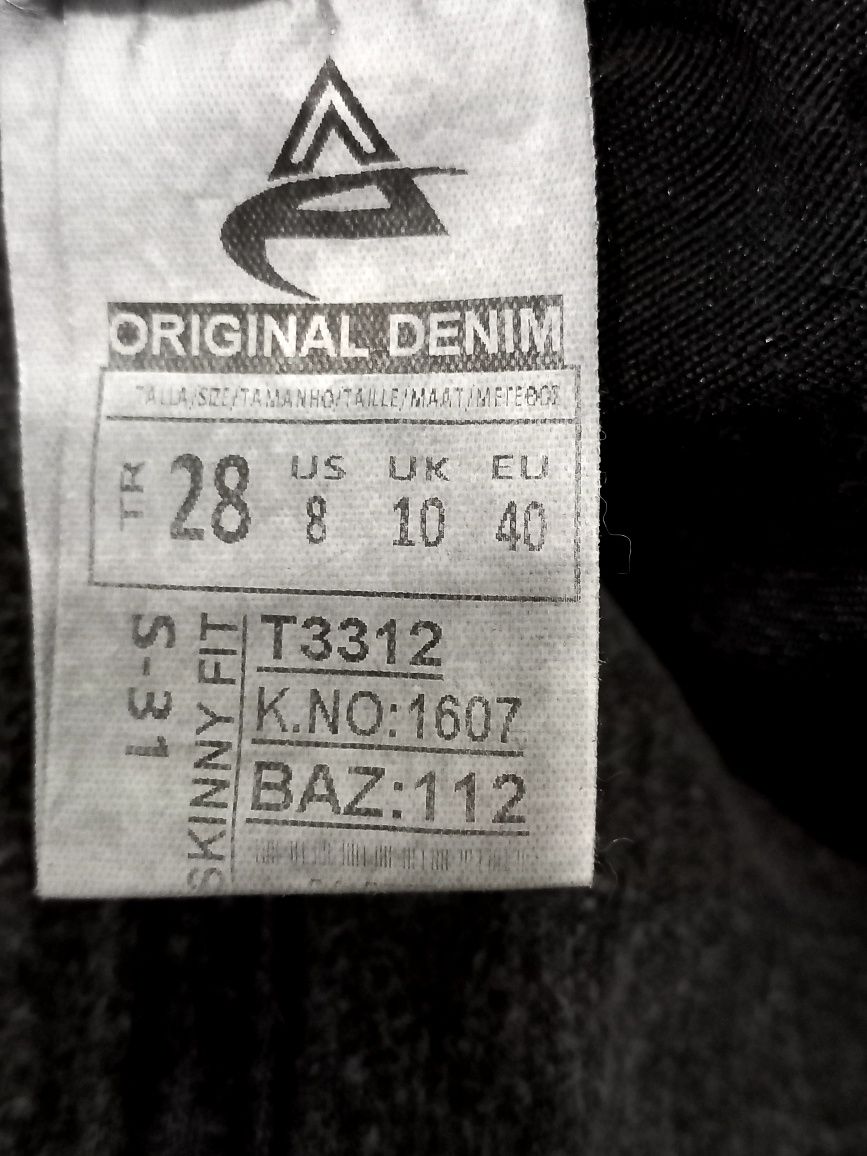 ORIGINAL DENIM
TALLA/SIZE/TAMANHO/TAILLE/MAAT/
TR 28 US 8 UK 10 EU 40
S-31
SKINNY FIT
T3312
K.NO:1607
BAZ:112